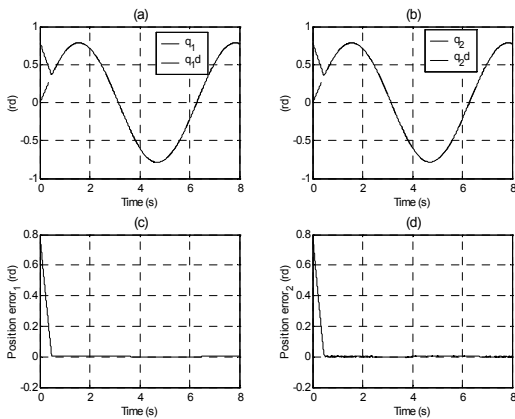 (a)
1
0.5
0
-0.5
-1
(rd)
q1
q1d
0 2 4 6 8
Time (s)
(b)
1
0.5
0
-0.5
-1
(rd)
q2
q2d
0 2 4 6 8
Time (s)
(c)
0.8
0.6
0.4
0.2
0
-0.2
Position error1 (rd)
0 2 4 6 8
Time (s)
(d)
0.8
0.6
0.4
0.2
0
-0.2
Position error2 (rd)
0 2 4 6 8
Time (s)